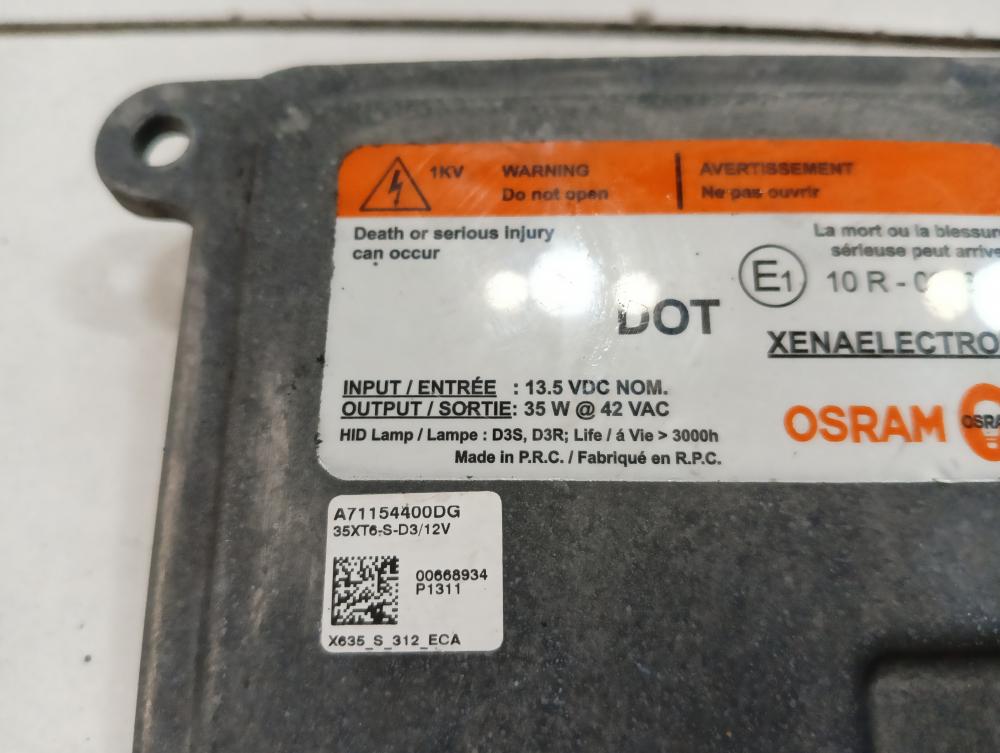 1KV WARNING AVERTISSEMENT
Do not open Ne pas ouvrir
Death or serious injury
can occur
La mort ou la blessure
sérieuse peut arrive
E1 10 R -
DOT
XENAELECTRO
INPUT / ENTRÉE : 13.5 VDC NOM.
OUTPUT / SORTIE: 35 W @ 42 VAC
HID Lamp / Lampe : D3S, D3R; Life / á Vie > 3000h
Made in P.R.C. / Fabriqué en R.P.C.
OSRAM OSRA
A71154400DG
35XT6-S-D3/12V
00668934
P1311
X635_S_312_ECA